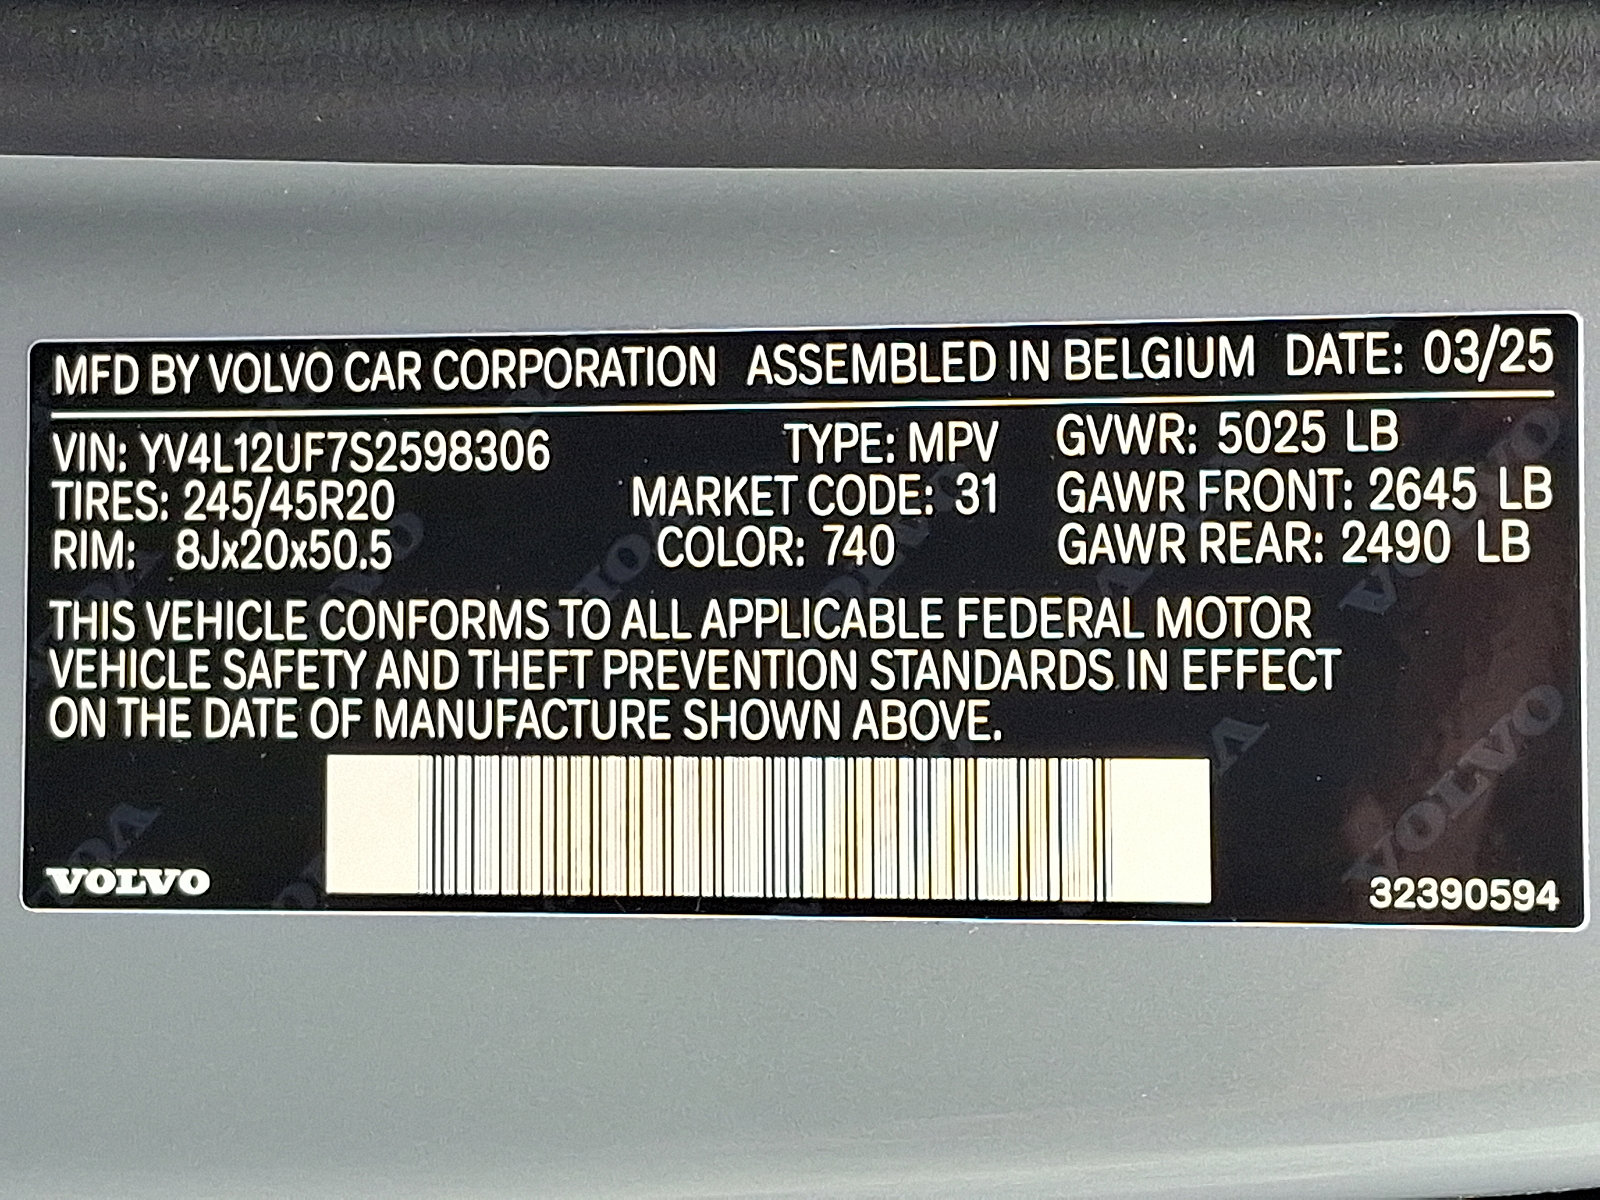 MFD BY VOLVO CAR CORPORATION ASSEMBLED IN BELGIUM DATE: 03/25
VIN: YV4L12UF7S2598306 TYPE: MPV GVWR: 5025 LB
TIRES: 245/45R20 MARKET CODE: 31 GAWR FRONT: 2645 LB
RIM: 8Jx20x50.5 COLOR: 740 GAWR REAR: 2490 LB
THIS VEHICLE CONFORMS TO ALL APPLICABLE FEDERAL MOTOR
VEHICLE SAFETY AND THEFT PREVENTION STANDARDS IN EFFECT
ON THE DATE OF MANUFACTURE SHOWN ABOVE.
VOLVO 32390594